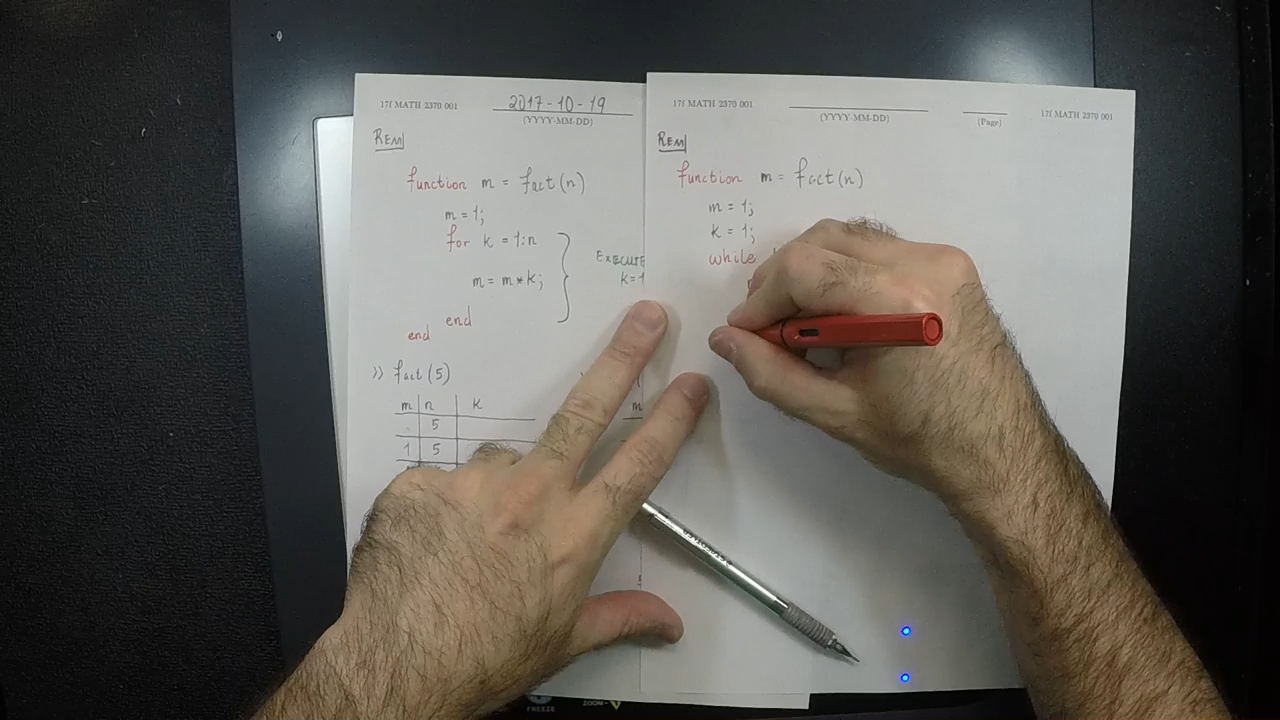 17f MATH 2370 001
2017-10-19
(YYYY-MM-DD)
REM
function m = fact(n)
m = 1;
for k = 1:n
m = m*k;
end
end
EXECUTE
>> fact(5)
m n k
5
1 5
17f MATH 2370 001
(YYYY-MM-DD)
(Page)
17f MATH 2370 001
REM
function m = fact(n)
m = 1;
k = 1;
while
m
FREEZE
ZOOM-